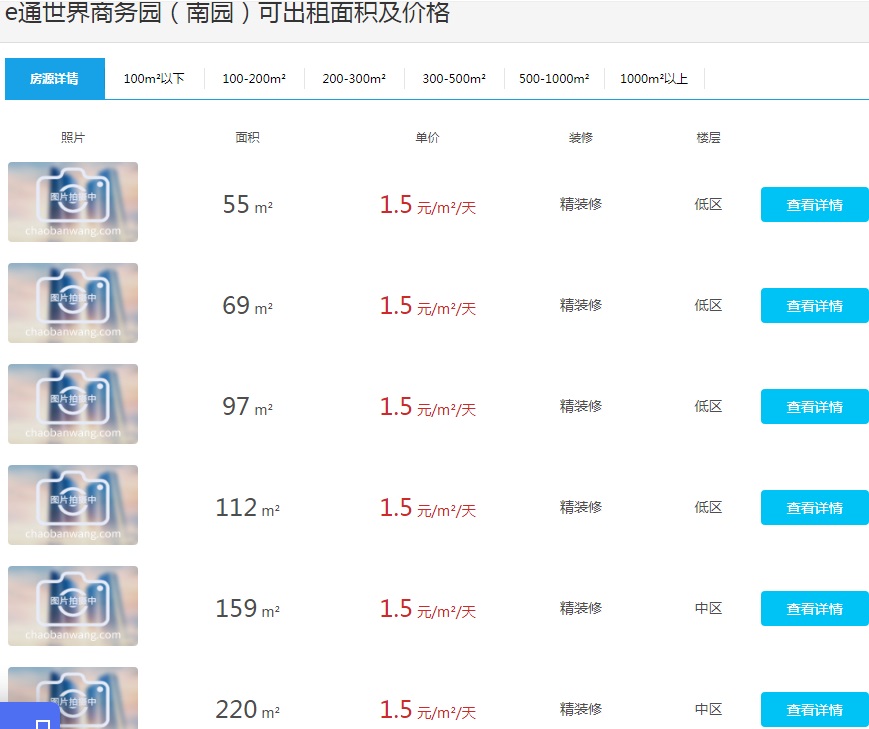 e通世界商务园（南园）可出租面积及价格
房源详情 100m²以下 100-200m² 200-300m² 300-500m² 500-1000m² 1000m²以上
照片 面积 单价 装修 楼层
图片拍摄中
chaobanwang.com
55 m² 1.5 元/m²/天 精装修 低区 查看详情
图片拍摄中
chaobanwang.com
69 m² 1.5 元/m²/天 精装修 低区 查看详情
图片拍摄中
chaobanwang.com
97 m² 1.5 元/m²/天 精装修 低区 查看详情
图片拍摄中
chaobanwang.com
112 m² 1.5 元/m²/天 精装修 低区 查看详情
图片拍摄中
chaobanwang.com
159 m² 1.5 元/m²/天 精装修 中区 查看详情
图片拍摄中
220 m² 1.5 元/m²/天 精装修 中区 查看详情